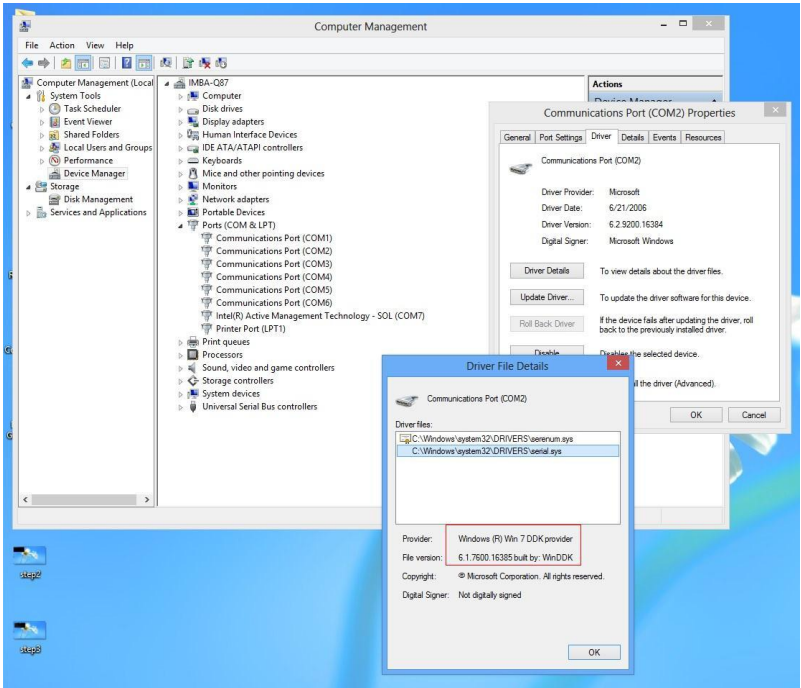 Computer Management
File Action View Help
Computer Management (Local
System Tools
Task Scheduler
Event Viewer
Shared Folders
Local Users and Groups
Performance
Device Manager
Storage
Disk Management
Services and Applications
IMBA-Q87
Computer
Disk drives
Display adapters
Human Interface Devices
IDE ATA/ATAPI controllers
Keyboards
Mice and other pointing devices
Monitors
Network adapters
Portable Devices
Ports (COM & LPT)
Communications Port (COM1)
Communications Port (COM2)
Communications Port (COM3)
Communications Port (COM4)
Communications Port (COM5)
Communications Port (COM6)
Intel(R) Active Management Technology - SOL (COM7)
Printer Port (LPT1)
Print queues
Processors
Sound, video and game controllers
Storage controllers
System devices
Universal Serial Bus controllers
Actions
Device Manager
Communications Port (COM2) Properties
General Port Settings Driver Details Events Resources
Communications Port (COM2)
Driver Provider: Microsoft
Driver Date: 6/21/2006
Driver Version: 6.2.9200.16384
Digital Signer: Microsoft Windows
Driver Details To view details about the driver files.
Update Driver... To update the driver software for this device.
Roll Back Driver If the device fails after updating the driver, roll
back to the previously installed driver.
Disable Disables the selected device.
the driver (Advanced).
OK Cancel
Driver File Details
Communications Port (COM2)
Driver files:
C:\Windows\system32\DRIVERS\serenum.sys
C:\Windows\system32\DRIVERS\serial.sys
Provider: Windows (R) Win 7 DDK provider
File version: 6.1.7600.16385 built by: WinDDK
Copyright: © Microsoft Corporation. All rights reserved.
Digital Signer: Not digitally signed
OK
step2
step3